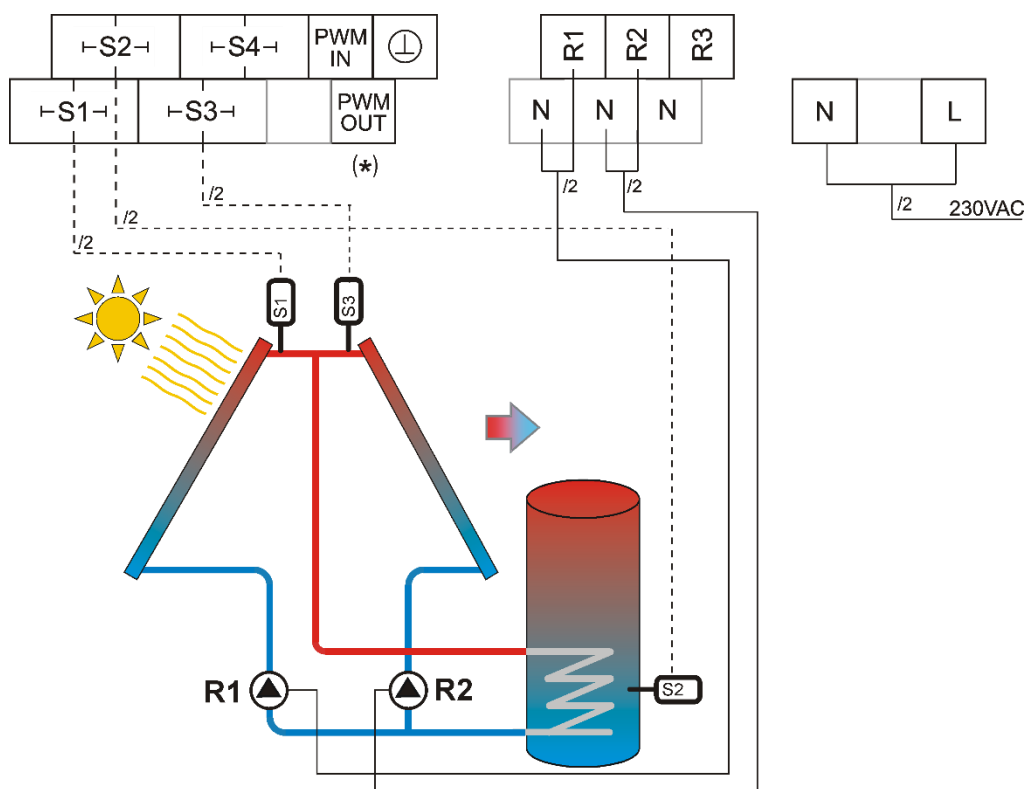 S2 S4 PWM IN
R1 R2 R3
S1 S3 PWM OUT
N N N
N L
(*)
/2
/2
/2
/2
/2
230VAC
/2
S1
S3
R1
R2
S2